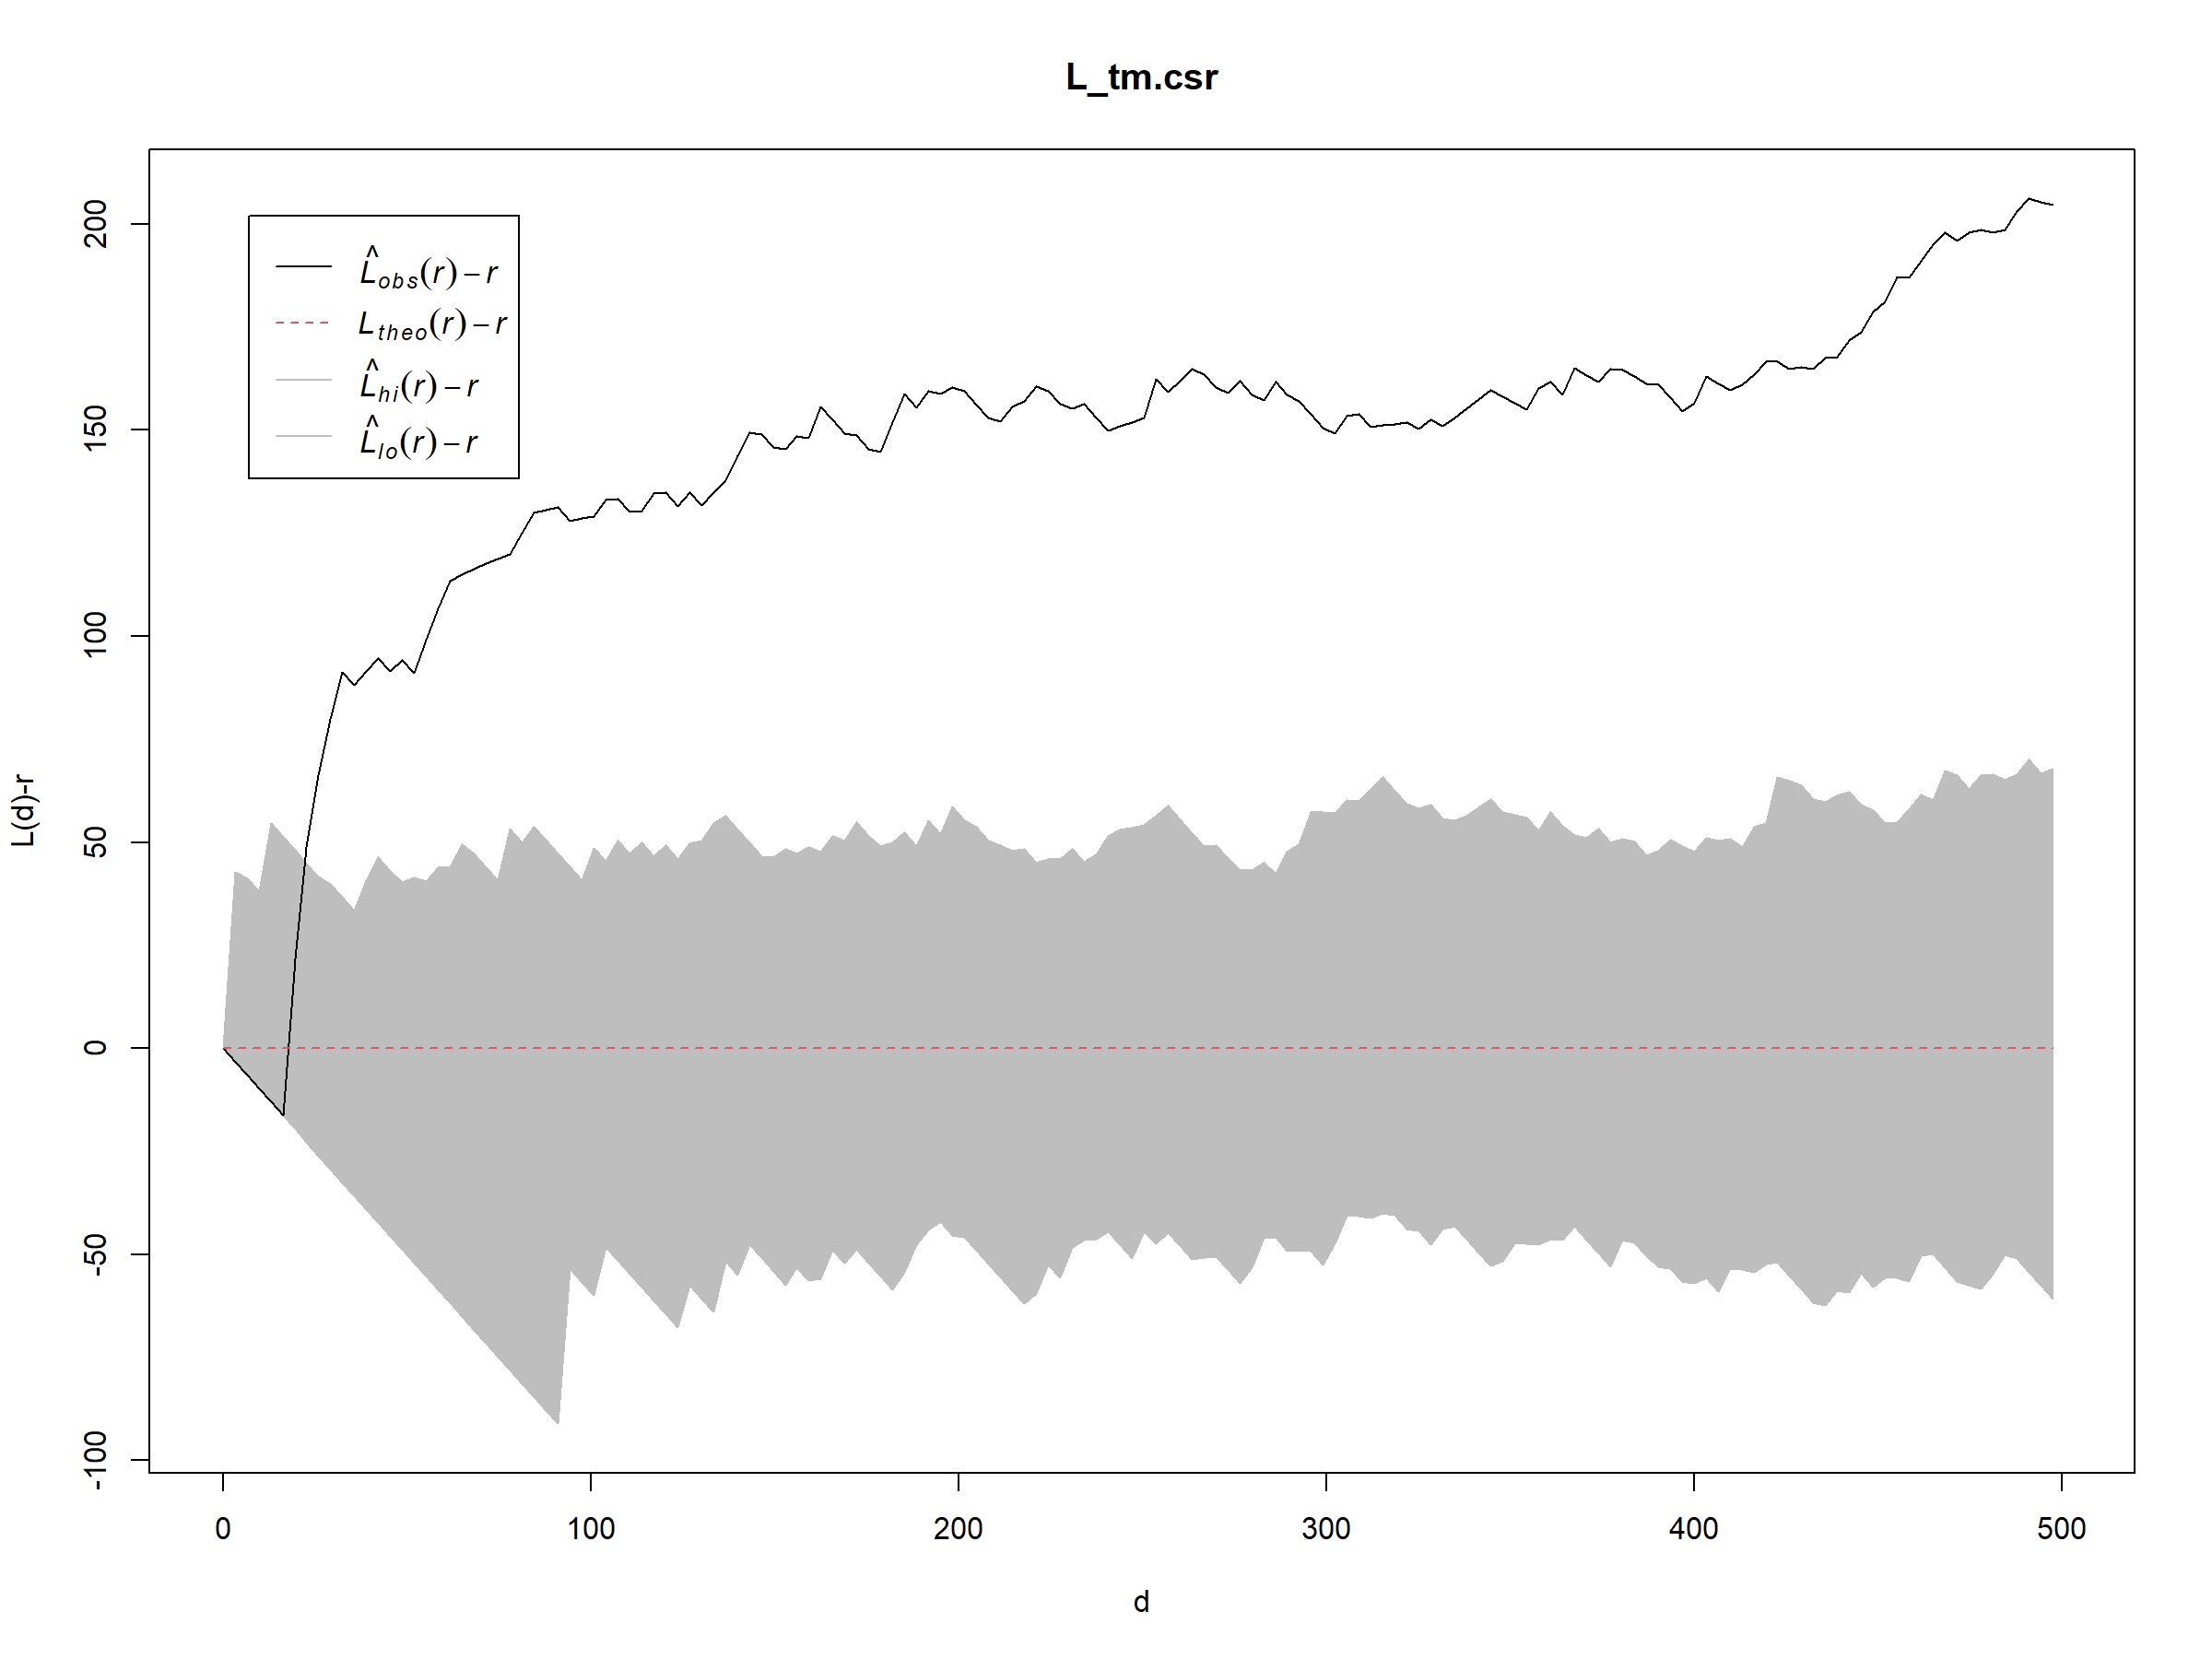 L_tm.csr
L̂obs(r) − r
Ltheo(r) − r
L̂hi(r) − r
L̂lo(r) − r
L(d)-r
200
150
100
50
0
-50
-100
0 100 200 300 400 500
d